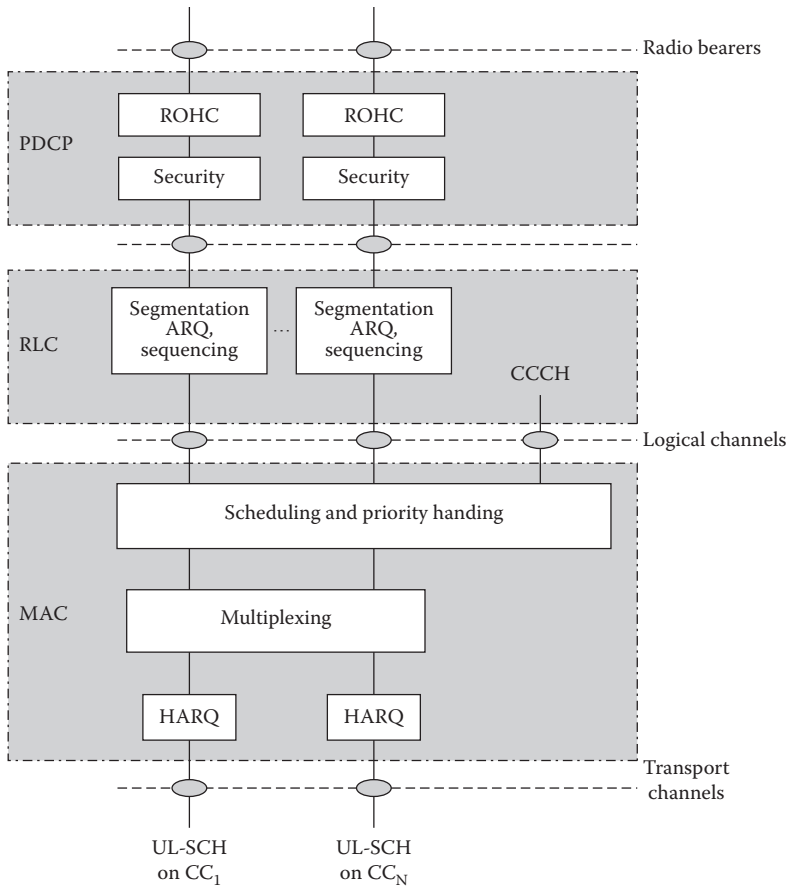 Radio bearers
PDCP
ROHC
ROHC
Security
Security
RLC
Segmentation
ARQ,
sequencing
...
Segmentation
ARQ,
sequencing
CCCH
Logical channels
MAC
Scheduling and priority handing
Multiplexing
HARQ
HARQ
Transport
channels
UL-SCH
on CC₁
UL-SCH
on CC_N